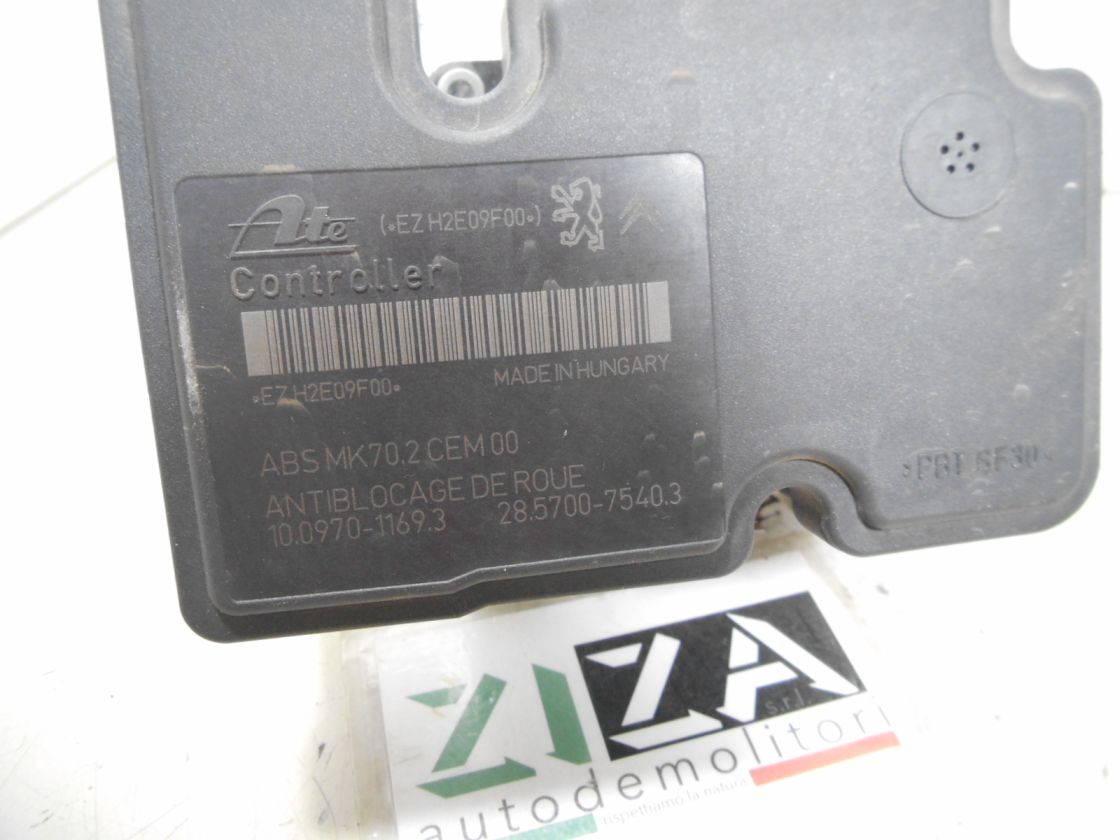 Ate (*EZ H2E09F00*)
Controller
*EZ H2E09F00* MADE IN HUNGARY
ABS MK70.2 CEM 00
ANTIBLOCAGE DE ROUE
10.0970-1169.3 28.5700-7540.3
>PBT GF30<
ZIZA s.r.l.
autodemolitori
rispettiamo la natura